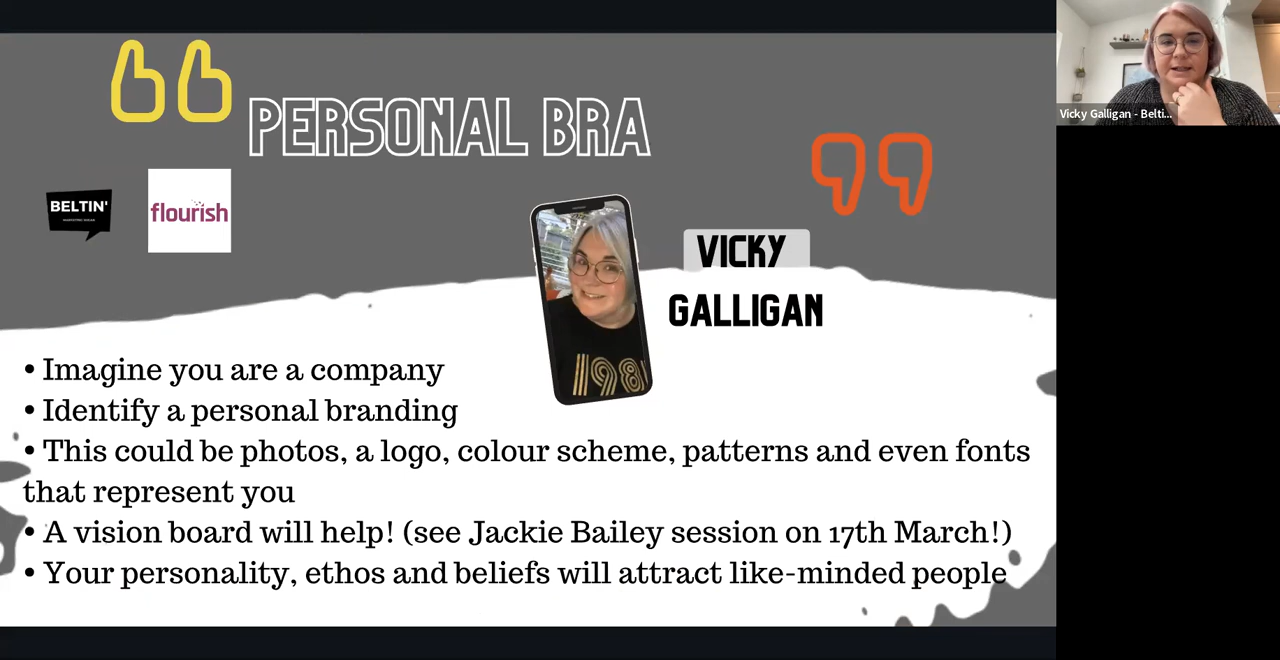 PERSONAL BRA
BELTIN'
flourish
VICKY
GALLIGAN
198
• Imagine you are a company
• Identify a personal branding
• This could be photos, a logo, colour scheme, patterns and even fonts
that represent you
• A vision board will help! (see Jackie Bailey session on 17th March!)
• Your personality, ethos and beliefs will attract like-minded people
Vicky Galligan - Belti...